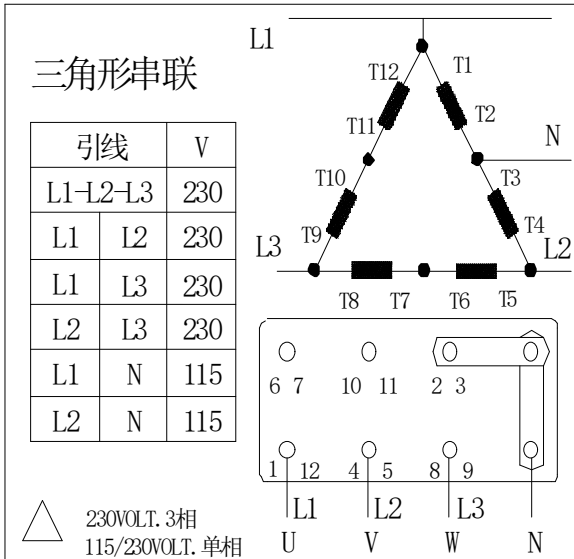 三角形串联
引线 V
L1-L2-L3 230
L1 L2 230
L1 L3 230
L2 L3 230
L1 N 115
L2 N 115
230VOLT.3相
115/230VOLT.单相
L1
T12 T1
T11 T2
N
T10 T3
T9 T4
L3 L2
T8 T7 T6 T5
6 7 10 11 2 3
1 12 4 5 8 9
L1 L2 L3
U V W N